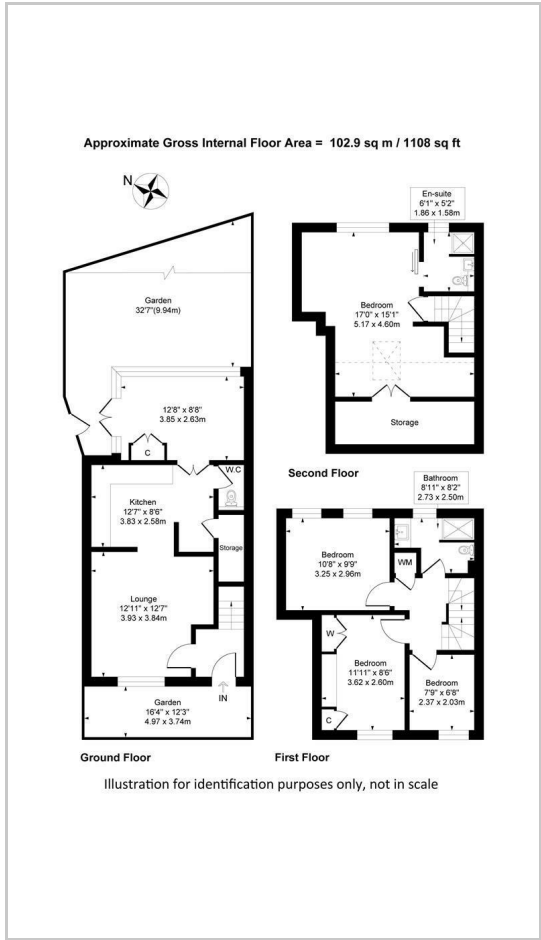 Approximate Gross Internal Floor Area = 102.9 sq m / 1108 sq ft
N
Garden
32'7"(9.94m)
12'8" x 8'8"
3.85 x 2.63m
C
W.C
Kitchen
12'7" x 8'6"
3.83 x 2.58m
Storage
Lounge
12'11" x 12'7"
3.93 x 3.84m
IN
Garden
16'4" x 12'3"
4.97 x 3.74m
Ground Floor
En-suite
6'1" x 5'2"
1.86 x 1.58m
Bedroom
17'0" x 15'1"
5.17 x 4.60m
Storage
Second Floor
Bathroom
8'11" x 8'2"
2.73 x 2.50m
Bedroom
10'8" x 9'9"
3.25 x 2.96m
WM
W
Bedroom
11'11" x 8'6"
3.62 x 2.60m
Bedroom
7'9" x 6'8"
2.37 x 2.03m
C
First Floor
Illustration for identification purposes only, not in scale